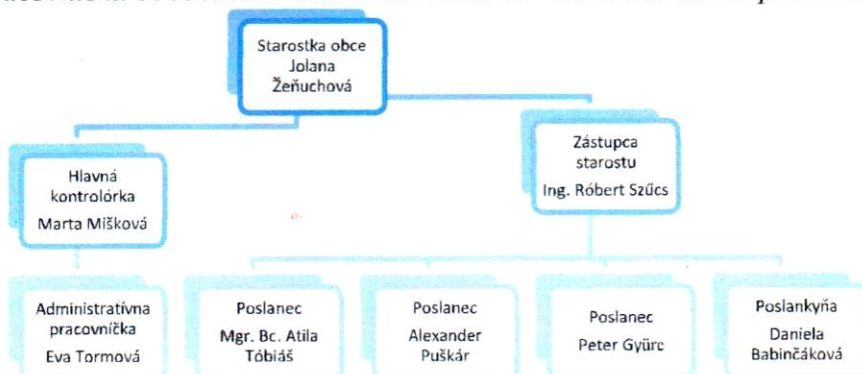 Starostka obce
Jolana
Žeňuchová
Hlavná
kontrolórka
Marta Mišková
Zástupca
starostu
Ing. Róbert Szűcs
Administratívna
pracovníčka
Eva Tormová
Poslanec
Mgr. Bc. Atila
Tóbiáš
Poslanec
Alexander
Puškár
Poslanec
Peter Gyüre
Poslankyňa
Daniela
Babinčáková